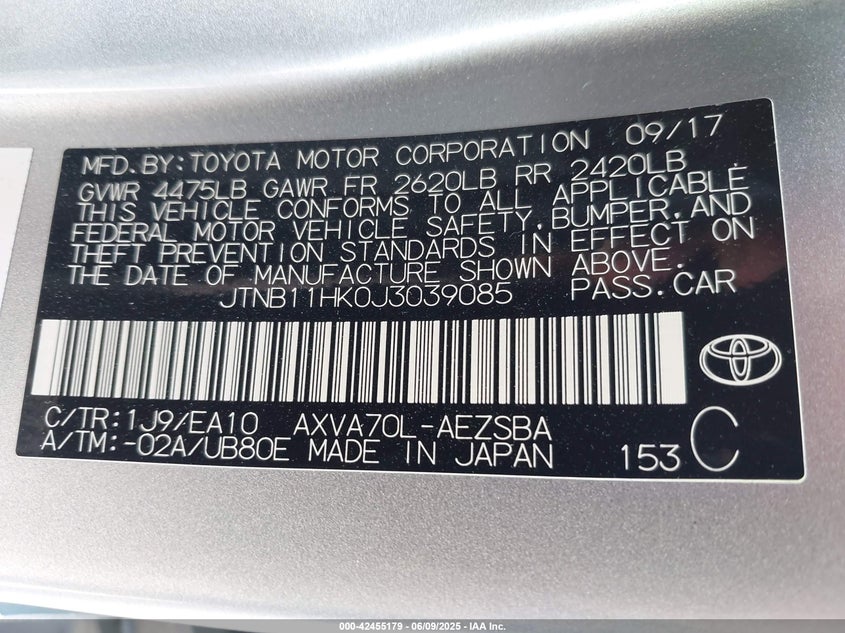 MFD.BY:TOYOTA MOTOR CORPORATION 09/17
GVWR 4475LB GAWR FR 2620LB RR 2420LB
THIS VEHICLE CONFORMS TO ALL APPLICABLE
FEDERAL MOTOR VEHICLE SAFETY,BUMPER,AND
THEFT PREVENTION STANDARDS IN EFFECT ON
THE DATE OF MANUFACTURE SHOWN ABOVE.
JTNB11HK0J3039085 PASS.CAR
C/TR:1J9/EA10 AXVA70L-AEZSBA
A/TM:-02A/UB80E MADE IN JAPAN 153 C
000-42455179 - 06/09/2025 - IAA Inc.